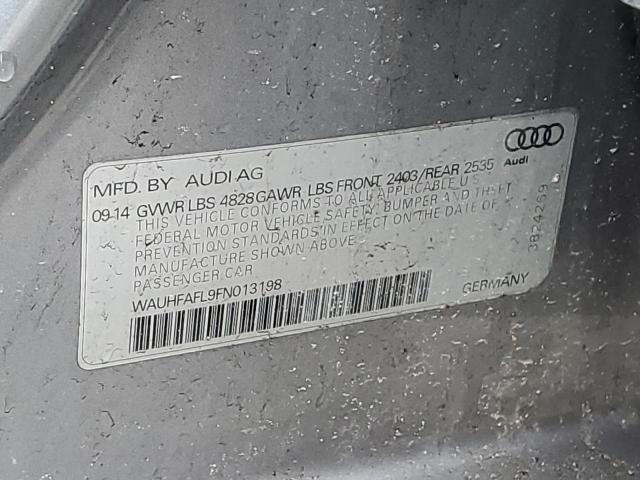 MFD. BY AUDI AG
Audi
09-14 GVWR LBS 4828 GAWR LBS FRONT 2403/REAR 2535
THIS VEHICLE CONFORMS TO ALL APPLICABLE U S
FEDERAL MOTOR VEHICLE SAFETY, BUMPER AND THEFT
PREVENTION STANDARDS IN EFFECT ON THE DATE OF
MANUFACTURE SHOWN ABOVE
PASSENGER CAR
WAUHFAFL9FN013198
GERMANY
3824269